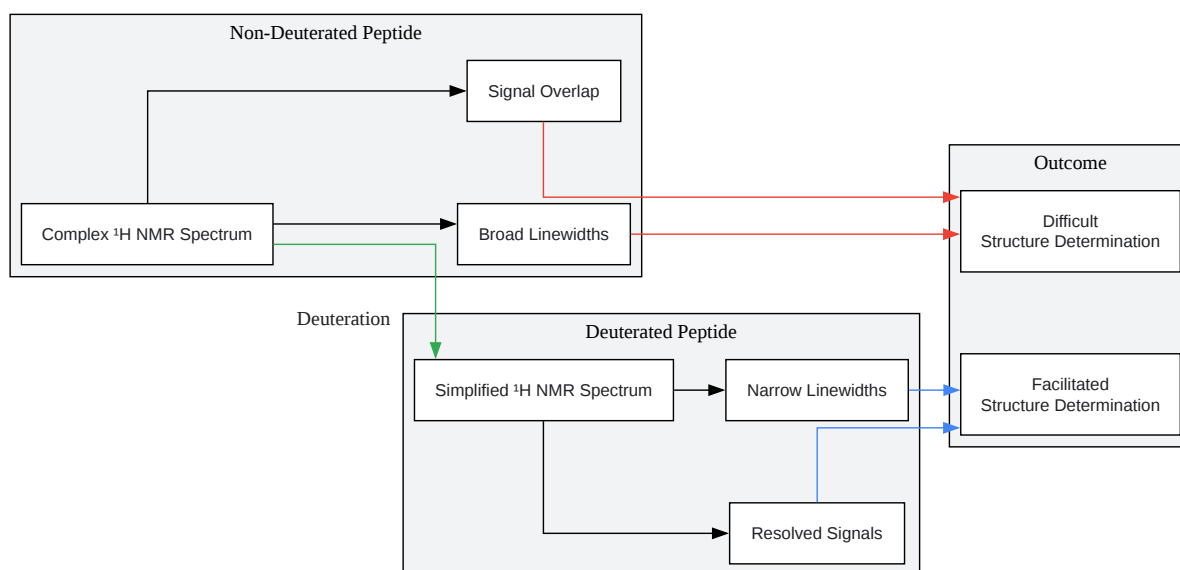 Non-Deuterated Peptide
Signal Overlap
Complex ¹H NMR Spectrum
Broad Linewidths
Outcome
Difficult
Structure Determination
Deuteration
Deuterated Peptide
Simplified ¹H NMR Spectrum
Narrow Linewidths
Facilitated
Structure Determination
Resolved Signals